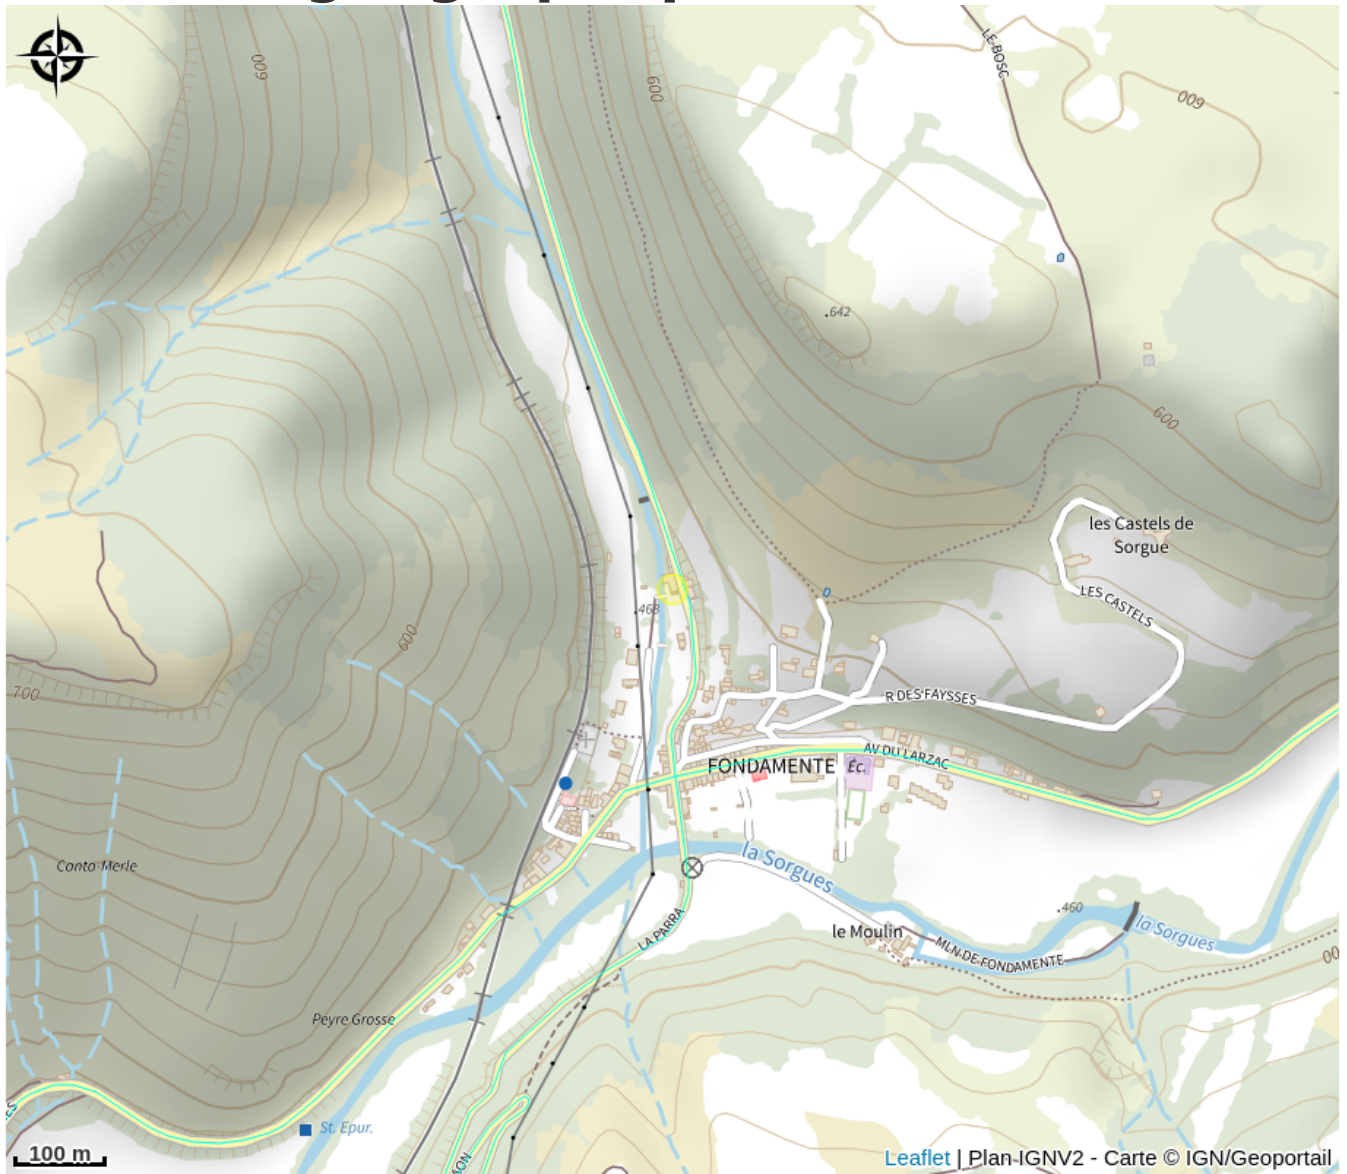 600
600
LE BOSC
600
.642
600
les Castels de
Sorgue
LES CASTELS
.468
600
700
R DES FAYSSES
AV DU LARZAC
FONDAMENTE
Éc.
la Sorgues
Conto-Merle
.460
la Sorgues
LA PARRA
le Moulin
MLN DE FONDAMENTE
00
Peyre Grosse
St. Epur.
100 m
Leaflet | Plan IGNV2 - Carte © IGN/Geoportail